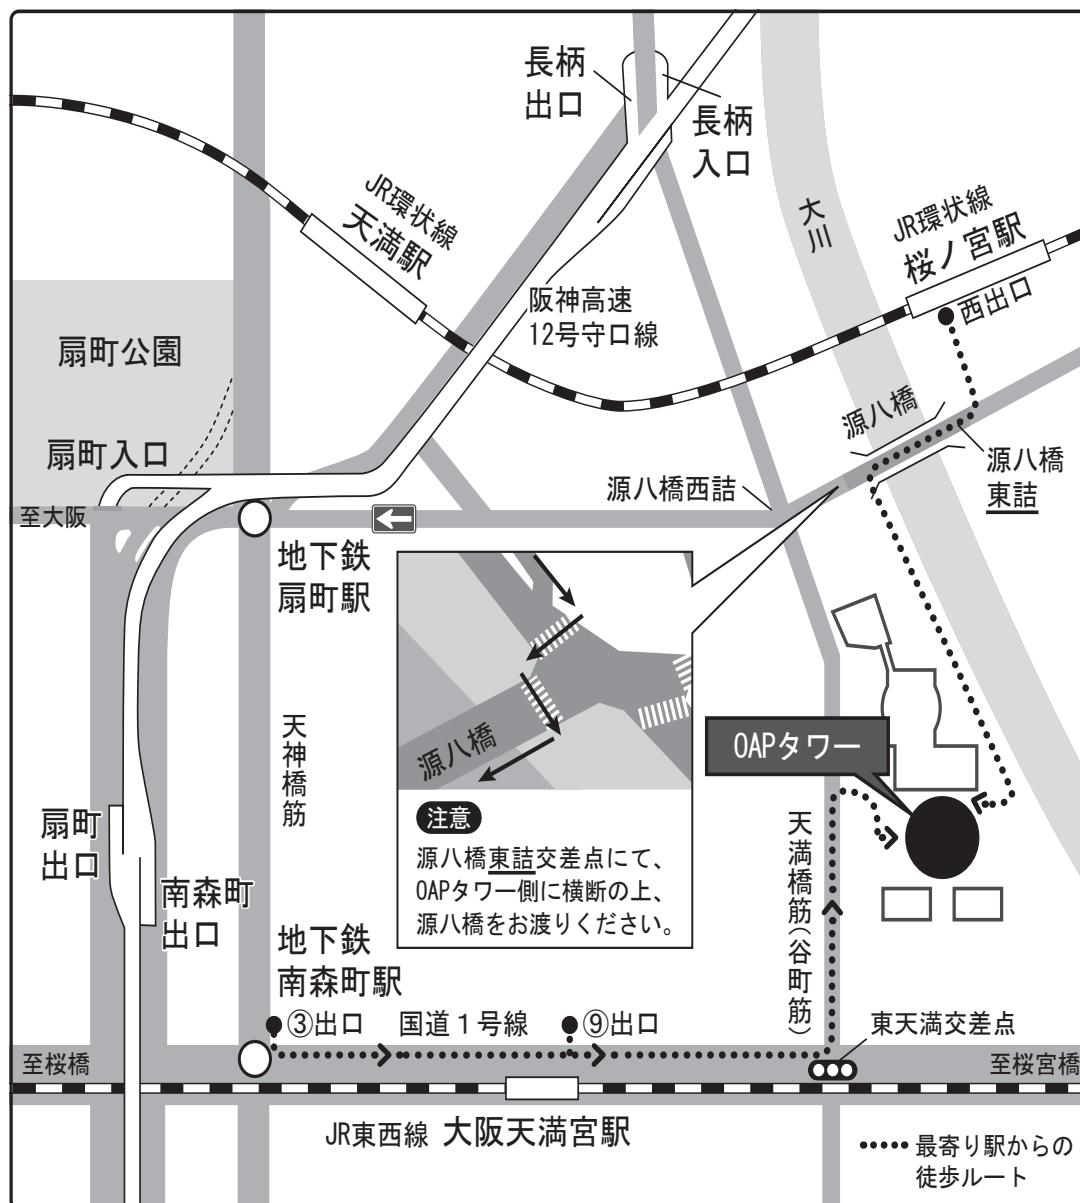 長柄
出口
長柄
入口
JR環状線
天満駅
大川
JR環状線
桜ノ宮駅
西出口
阪神高速
12号守口線
扇町公園
扇町入口
源八橋
源八橋
東詰
源八橋西詰
至大阪
地下鉄
扇町駅
天神橋筋
源八橋
OAPタワー
注意
源八橋東詰交差点にて、
OAPタワー側に横断の上、
源八橋をお渡りください。
扇町
出口
南森町
出口
天満橋筋(谷町筋)
地下鉄
南森町駅
③出口
国道1号線
⑨出口
東天満交差点
至桜橋
至桜宮橋
JR東西線 大阪天満宮駅
最寄り駅からの
徒歩ルート